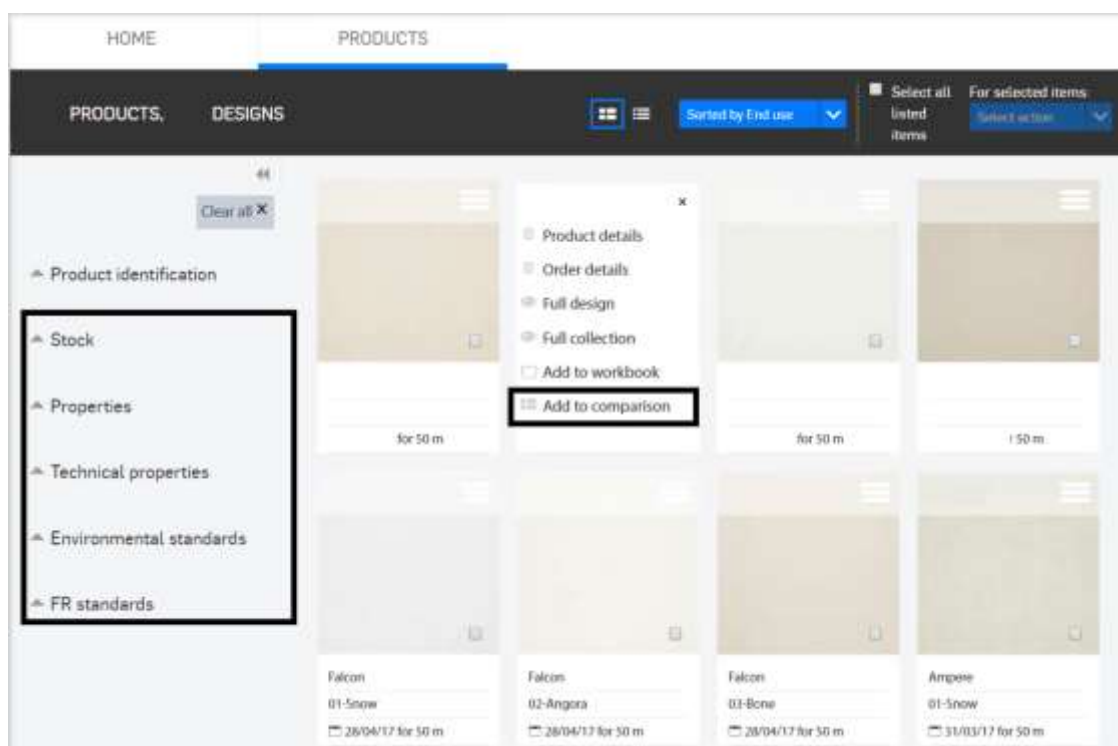 HOME PRODUCTS
PRODUCTS, DESIGNS
Sorted by End use
Select all listed items
For selected items
Select action
Clear all X
Product identification
Stock
Properties
Technical properties
Environmental standards
FR standards
x
Product details
Order details
Full design
Full collection
Add to workbook
Add to comparison
for 50 m
for 50 m
50 m
Falcon
01-Snow
28/04/17 for 50 m
Falcon
02-Angora
28/04/17 for 50 m
Falcon
03-Bone
28/04/17 for 50 m
Ampere
01-Snow
31/03/17 for 50 m